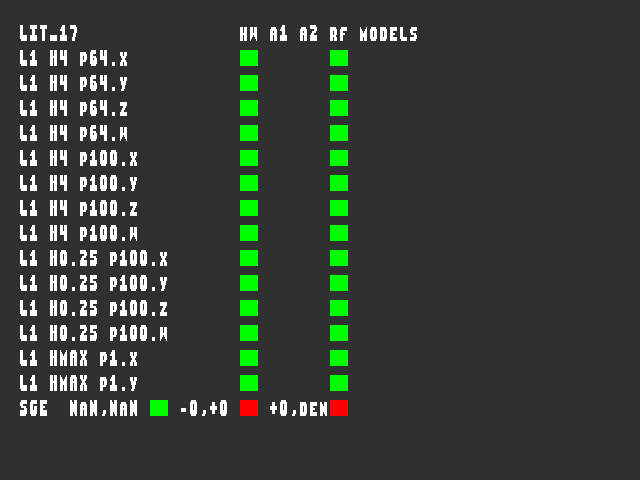 LIT_17 HW A1 A2 RF MODELS
L1 H4 p64.x
L1 H4 p64.y
L1 H4 p64.z
L1 H4 p64.w
L1 H4 p100.x
L1 H4 p100.y
L1 H4 p100.z
L1 H4 p100.w
L1 H0.25 p100.x
L1 H0.25 p100.y
L1 H0.25 p100.z
L1 H0.25 p100.w
L1 HMAX p1.x
L1 HMAX p1.y
SGE NaN,NaN -0,+0 +0,DEN